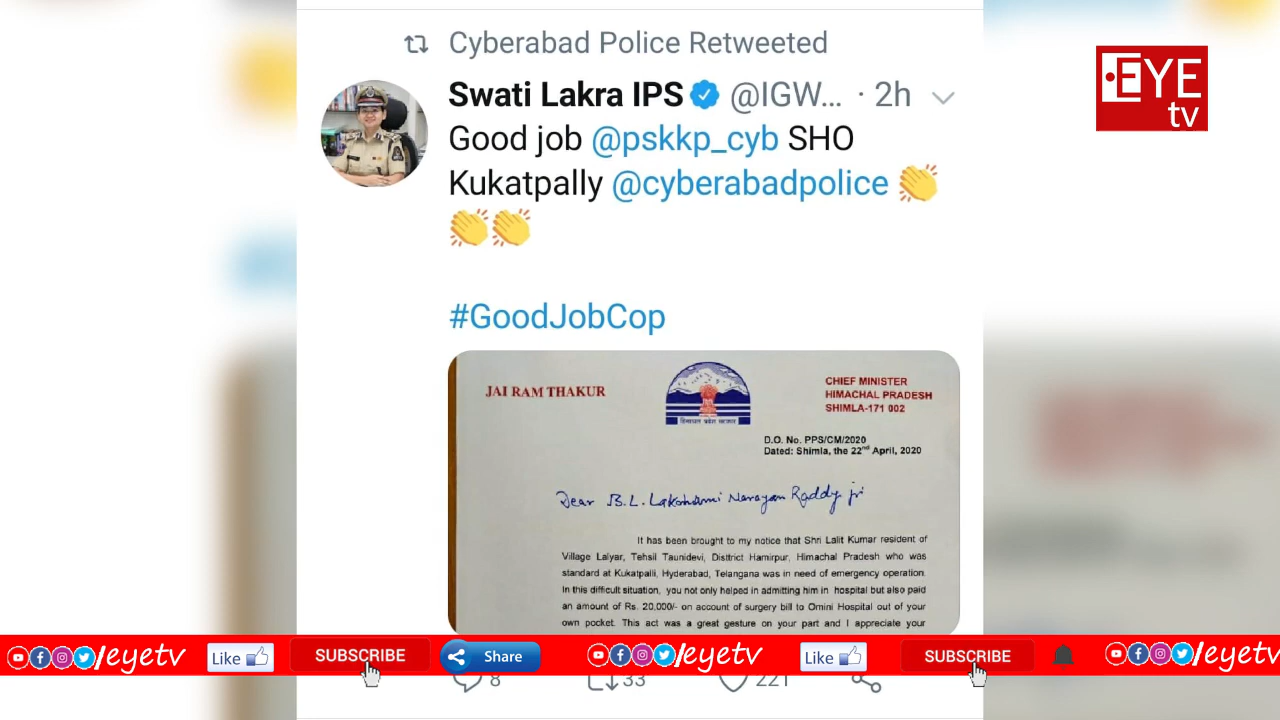 Cyberabad Police Retweeted
Swati Lakra IPS @IGW... · 2h
Good job @pskkp_cyb SHO
Kukatpally @cyberabadpolice 👏
👏👏
#GoodJobCop
EYE
tv
JAI RAM THAKUR
हिमाचल प्रदेश सरकार
CHIEF MINISTER
HIMACHAL PRADESH
SHIMLA-171 002
D.O. No. PPS/CM/2020
Dated: Shimla, the 22nd April, 2020
Dear B.L. Lakshami Narayan Raddy ji
It has been brought to my notice that Shri Lalit Kumar resident of
Village Lalyar, Tehsil Taunidevi, Disttrict Hamirpur, Himachal Pradesh who was
standard at Kukatpalli, Hyderabad, Telangana was in need of emergency operation.
In this difficult situation, you not only helped in admitting him in hospital but also paid
an amount of Rs. 20,000/- on account of surgery bill to Omini Hospital out of your
own pocket. This act was a great gesture on your part and I appreciate your
/eyetv Like SUBSCRIBE Share /eyetv Like SUBSCRIBE /eyetv
8 33 221